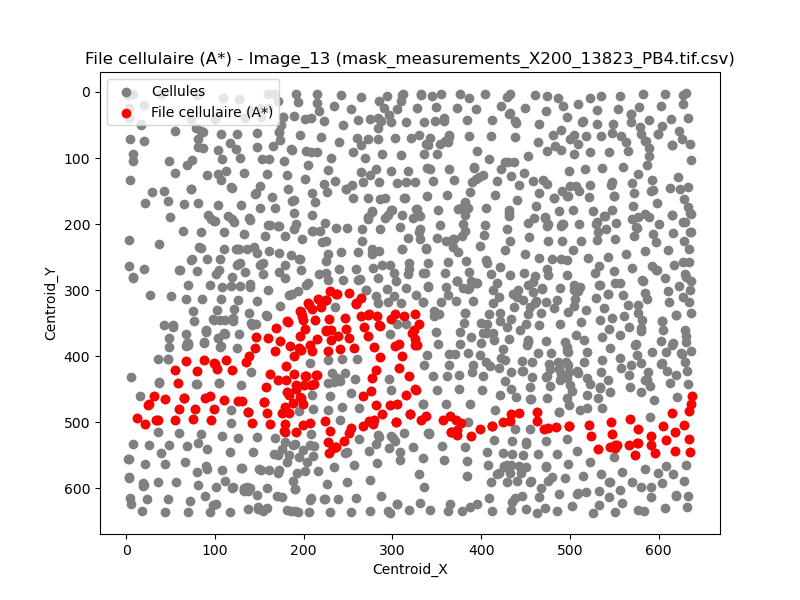 File cellulaire (A*) - Image_13 (mask_measurements_X200_13823_PB4.tif.csv)
Cellules
File cellulaire (A*)
Centroid_Y
0
100
200
300
400
500
600
0 100 200 300 400 500 600
Centroid_X